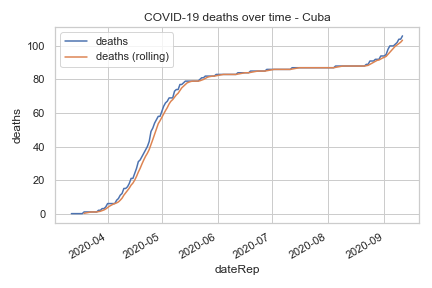 COVID-19 deaths over time - Cuba
deaths
deaths (rolling)
100
80
60
40
20
0
deaths
2020-04
2020-05
2020-06
2020-07
2020-08
2020-09
dateRep